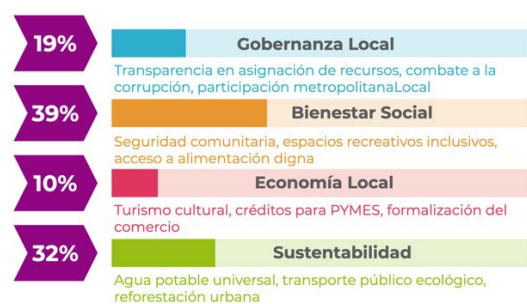 19%
Gobernanza Local
Transparencia en asignación de recursos, combate a la
corrupción, participación metropolitanaLocal
39%
Bienestar Social
Seguridad comunitaria, espacios recreativos inclusivos,
acceso a alimentación digna
10%
Economía Local
Turismo cultural, créditos para PYMES, formalización del
comercio
32%
Sustentabilidad
Agua potable universal, transporte público ecológico,
reforestación urbana